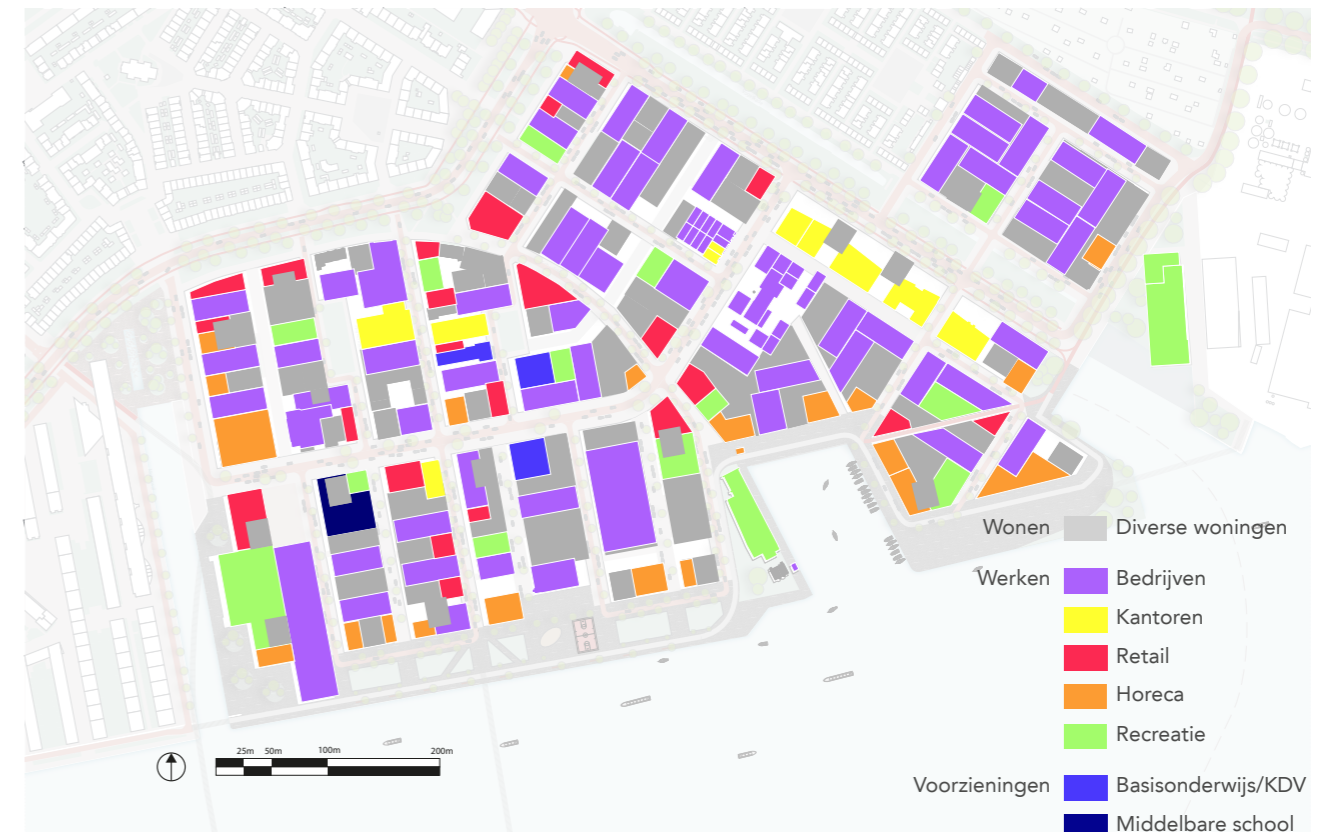 Wonen Diverse woningen
Werken Bedrijven
Kantoren
Retail
Horeca
Recreatie
Voorzieningen Basisonderwijs/KDV
Middelbare school
25m 50m 100m 200m